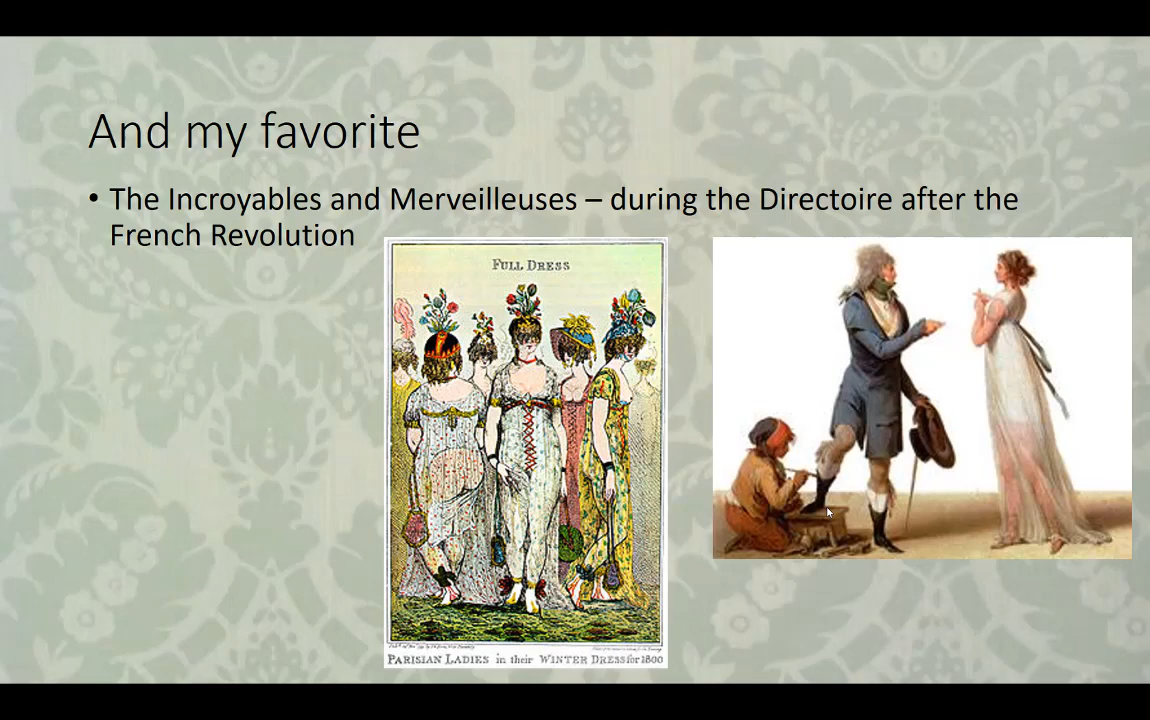 And my favorite
• The Incroyables and Merveilleuses – during the Directoire after the
French Revolution
FULL DRESS
PARISIAN LADIES in their WINTER DRESS for 1800